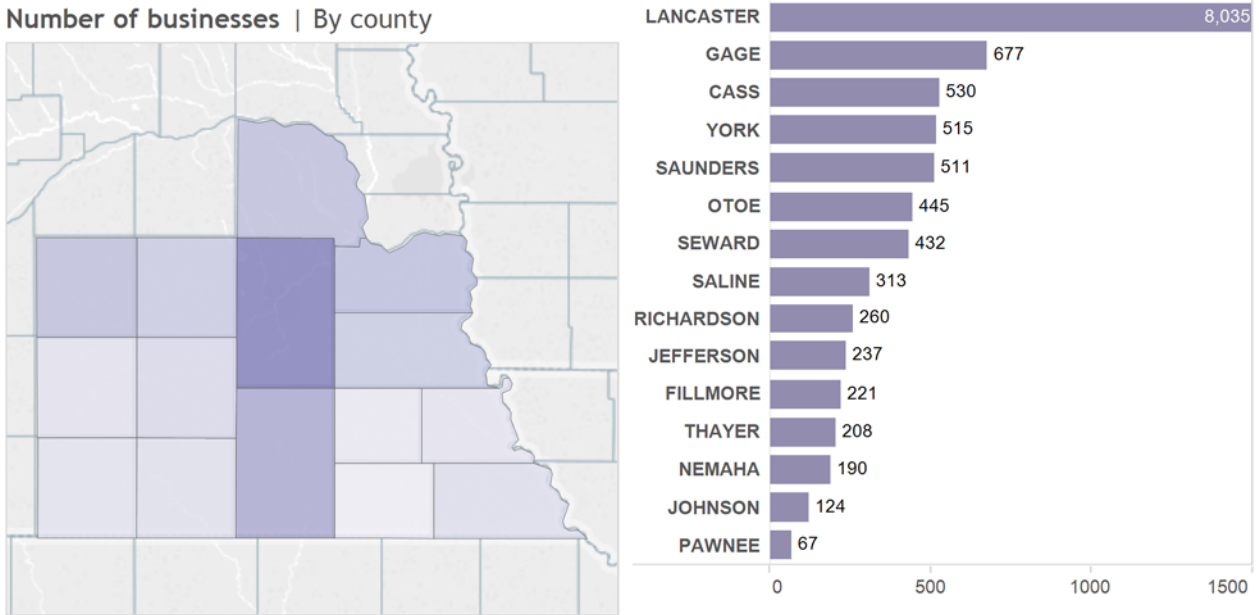 Number of businesses | By county
LANCASTER 8,035
GAGE 677
CASS 530
YORK 515
SAUNDERS 511
OTOE 445
SEWARD 432
SALINE 313
RICHARDSON 260
JEFFERSON 237
FILLMORE 221
THAYER 208
NEMAHA 190
JOHNSON 124
PAWNEE 67
0 500 1000 1500